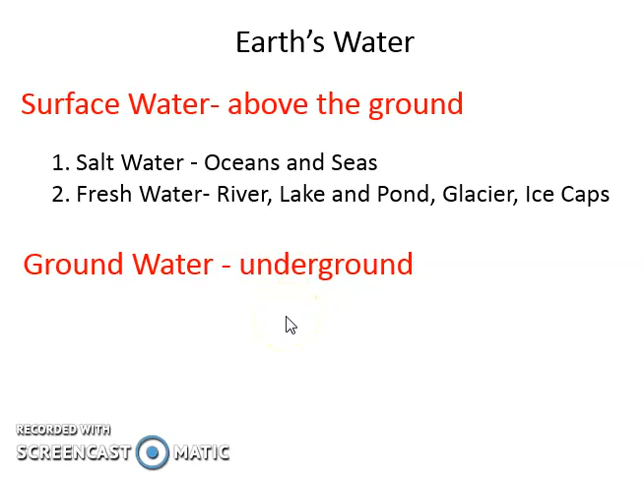 Earth's Water
Surface Water- above the ground
1. Salt Water - Oceans and Seas
2. Fresh Water- River, Lake and Pond, Glacier, Ice Caps
Ground Water - underground
RECORDED WITH
SCREENCAST MATIC